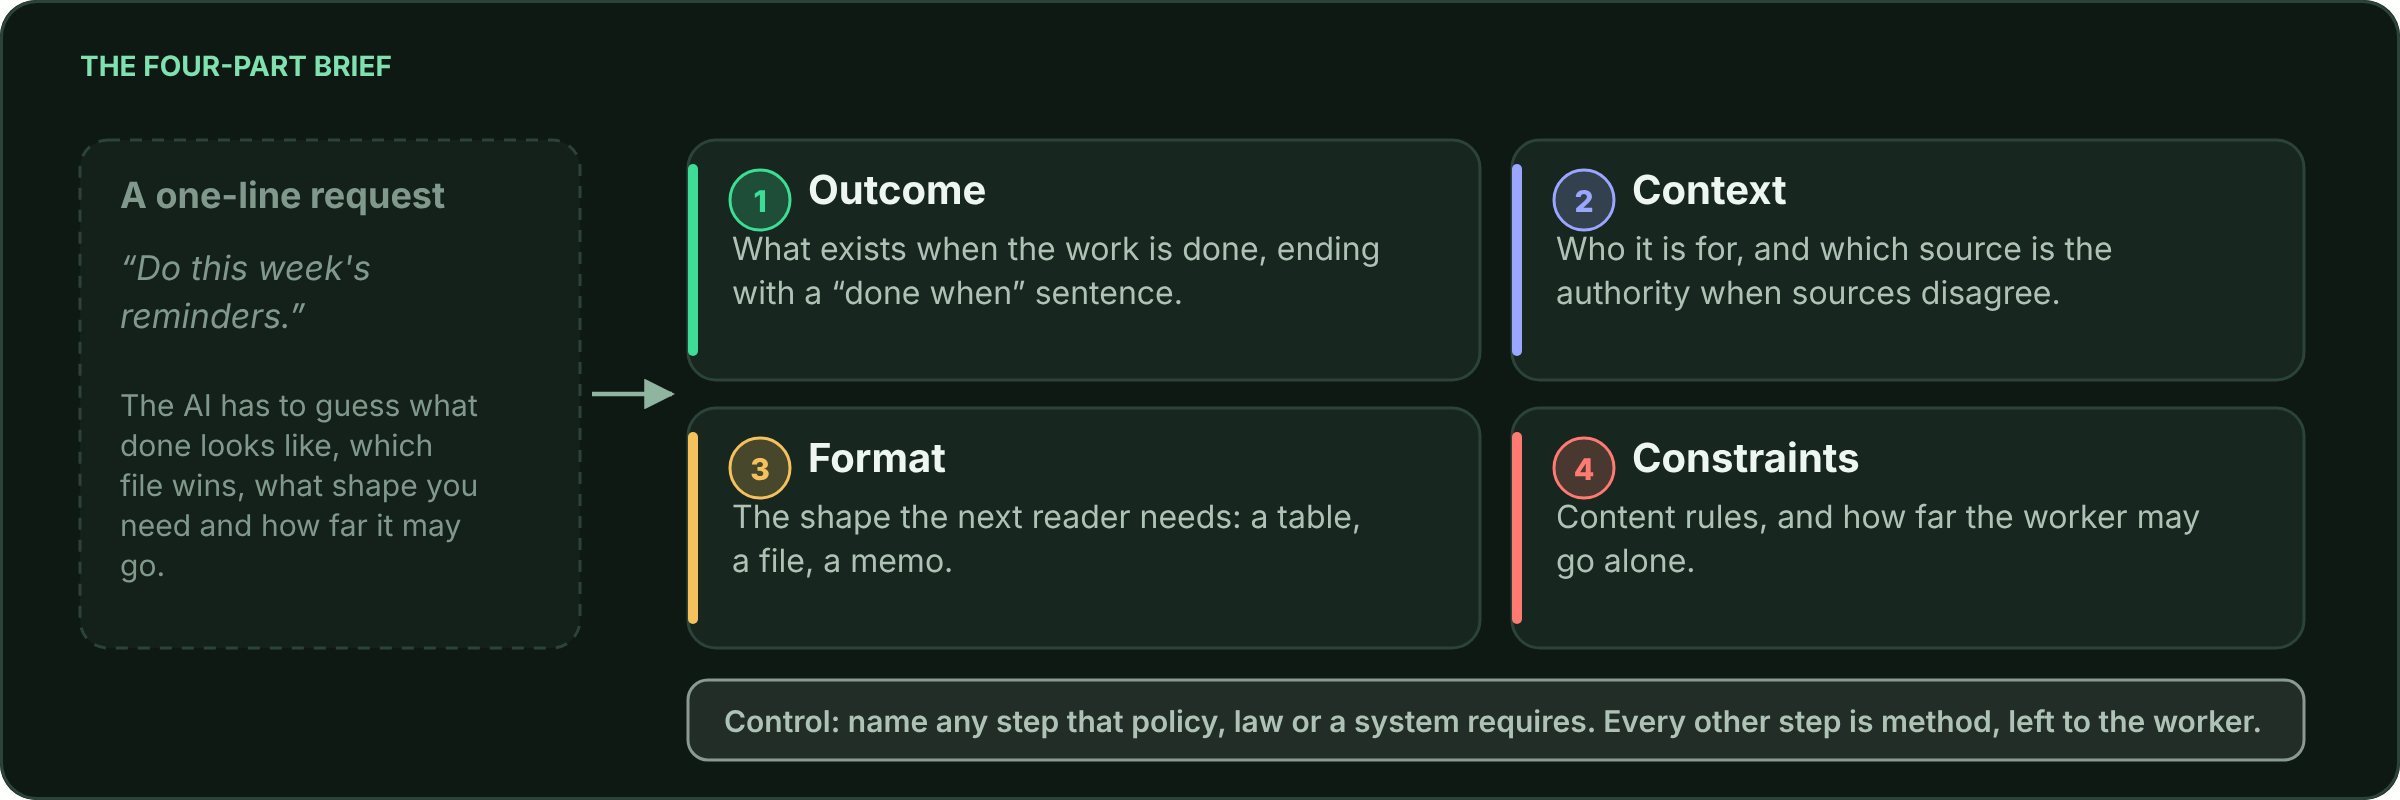 THE FOUR-PART BRIEF
A one-line request
“Do this week's
reminders.”
The AI has to guess what
done looks like, which
file wins, what shape you
need and how far it may
go.
1 Outcome
What exists when the work is done, ending
with a “done when” sentence.
2 Context
Who it is for, and which source is the
authority when sources disagree.
3 Format
The shape the next reader needs: a table,
a file, a memo.
4 Constraints
Content rules, and how far the worker may
go alone.
Control: name any step that policy, law or a system requires. Every other step is method, left to the worker.